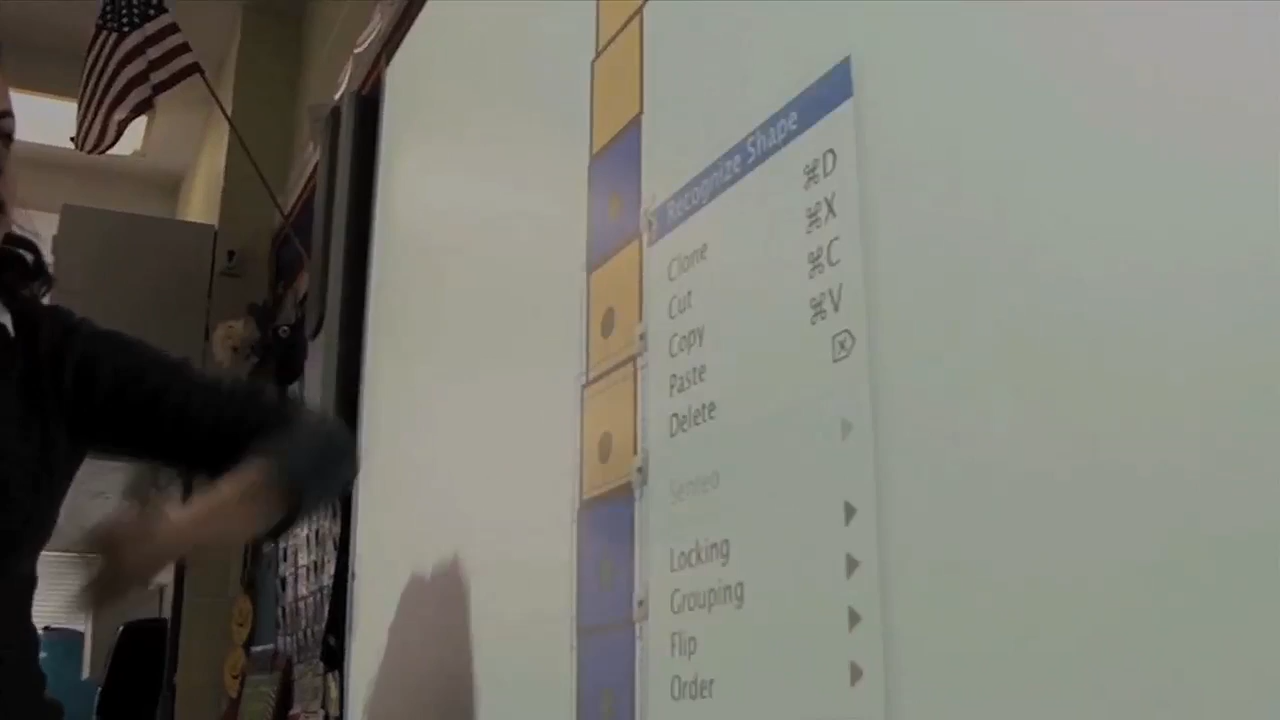 Recognize Shape
Clone ⌘D
Cut ⌘X
Copy ⌘C
Paste ⌘V
Delete
Locking
Grouping
Flip
Order